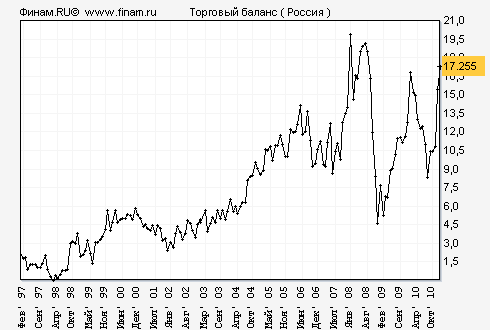 Финам.RU© www.finam.ru Торговый баланс ( Россия )
21,0
17.255
16,5
15,0
13,5
12,0
10,5
9,0
7,5
6,0
4,5
3,0
1,5
Фев' 97
Сен' 97
Апр' 98
Окт' 98
Май' 99
Ноя' 99
Июн' 00
Дек' 00
Июл' 01
Янв' 02
Авг' 02
Мар' 03
Сен' 03
Апр' 04
Окт' 04
Май' 05
Ноя' 05
Июн' 06
Дек' 06
Июл' 07
Янв' 08
Авг' 08
Мар' 09
Сен' 09
Апр' 10
Окт' 10